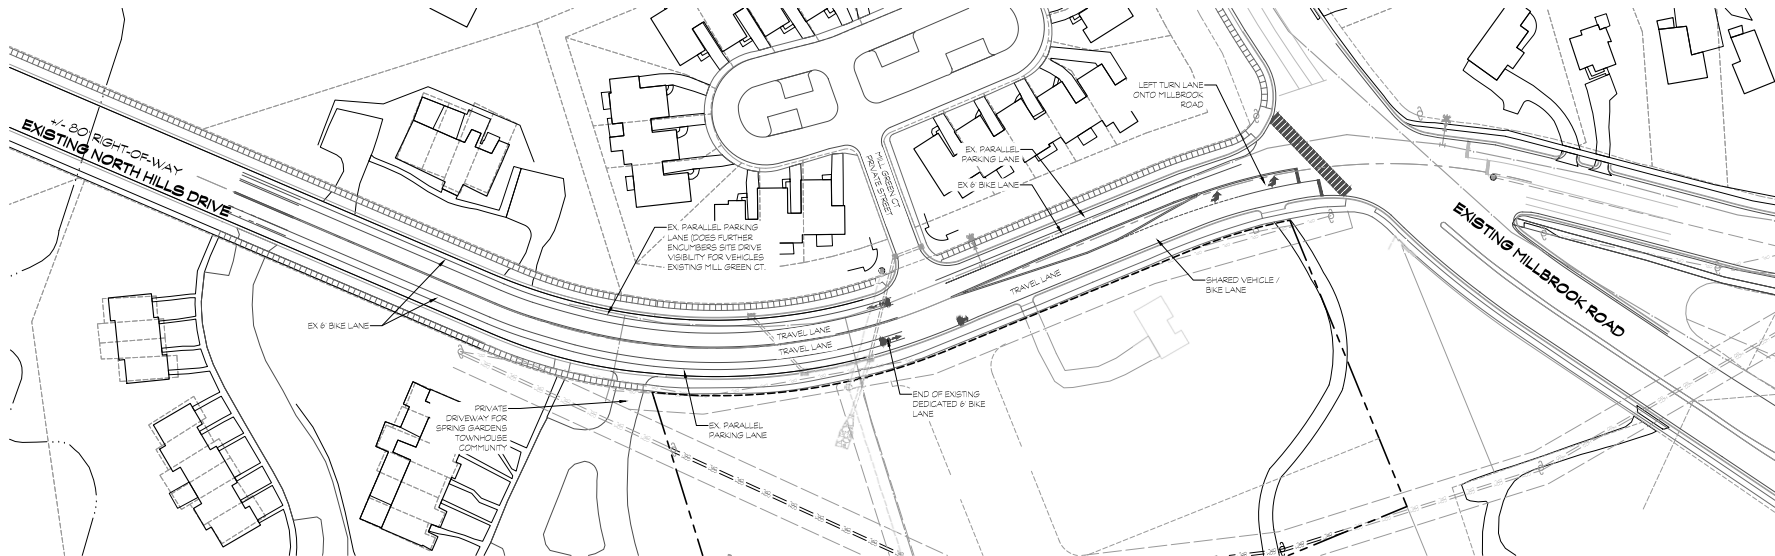 +/- 80' RIGHT-OF-WAY
EXISTING NORTH HILLS DRIVE
LEFT TURN LANE
ONTO MILLBROOK
ROAD
EX. PARALLEL
PARKING LANE
EX 6' BIKE LANE
MILL GREEN CT
PRIVATE STREET
EX. PARALLEL PARKING
LANE (DOES FURTHER
ENCUMBERS SITE DRIVE
VISIBILITY FOR VEHICLES
EXISTING MILL GREEN CT.
EX 6' BIKE LANE
TRAVEL LANE
TRAVEL LANE
TRAVEL LANE
SHARED VEHICLE /
BIKE LANE
EXISTING MILLBROOK ROAD
END OF EXISTING
DEDICATED 6' BIKE
LANE
PRIVATE
DRIVEWAY FOR
SPRING GARDENS
TOWNHOUSE
COMMUNITY
EX. PARALLEL
PARKING LANE